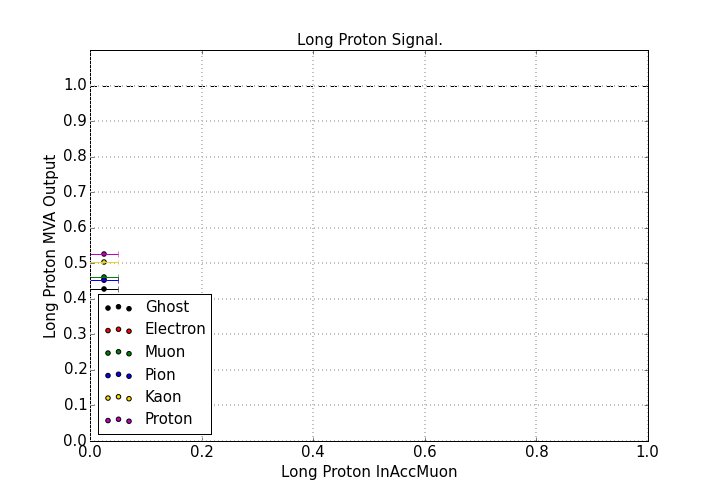 Long Proton Signal.
Long Proton MVA Output
1.0
0.9
0.8
0.7
0.6
0.5
0.4
0.3
0.2
0.1
0.0
Ghost
Electron
Muon
Pion
Kaon
Proton
0.0 0.2 0.4 0.6 0.8 1.0
Long Proton InAccMuon